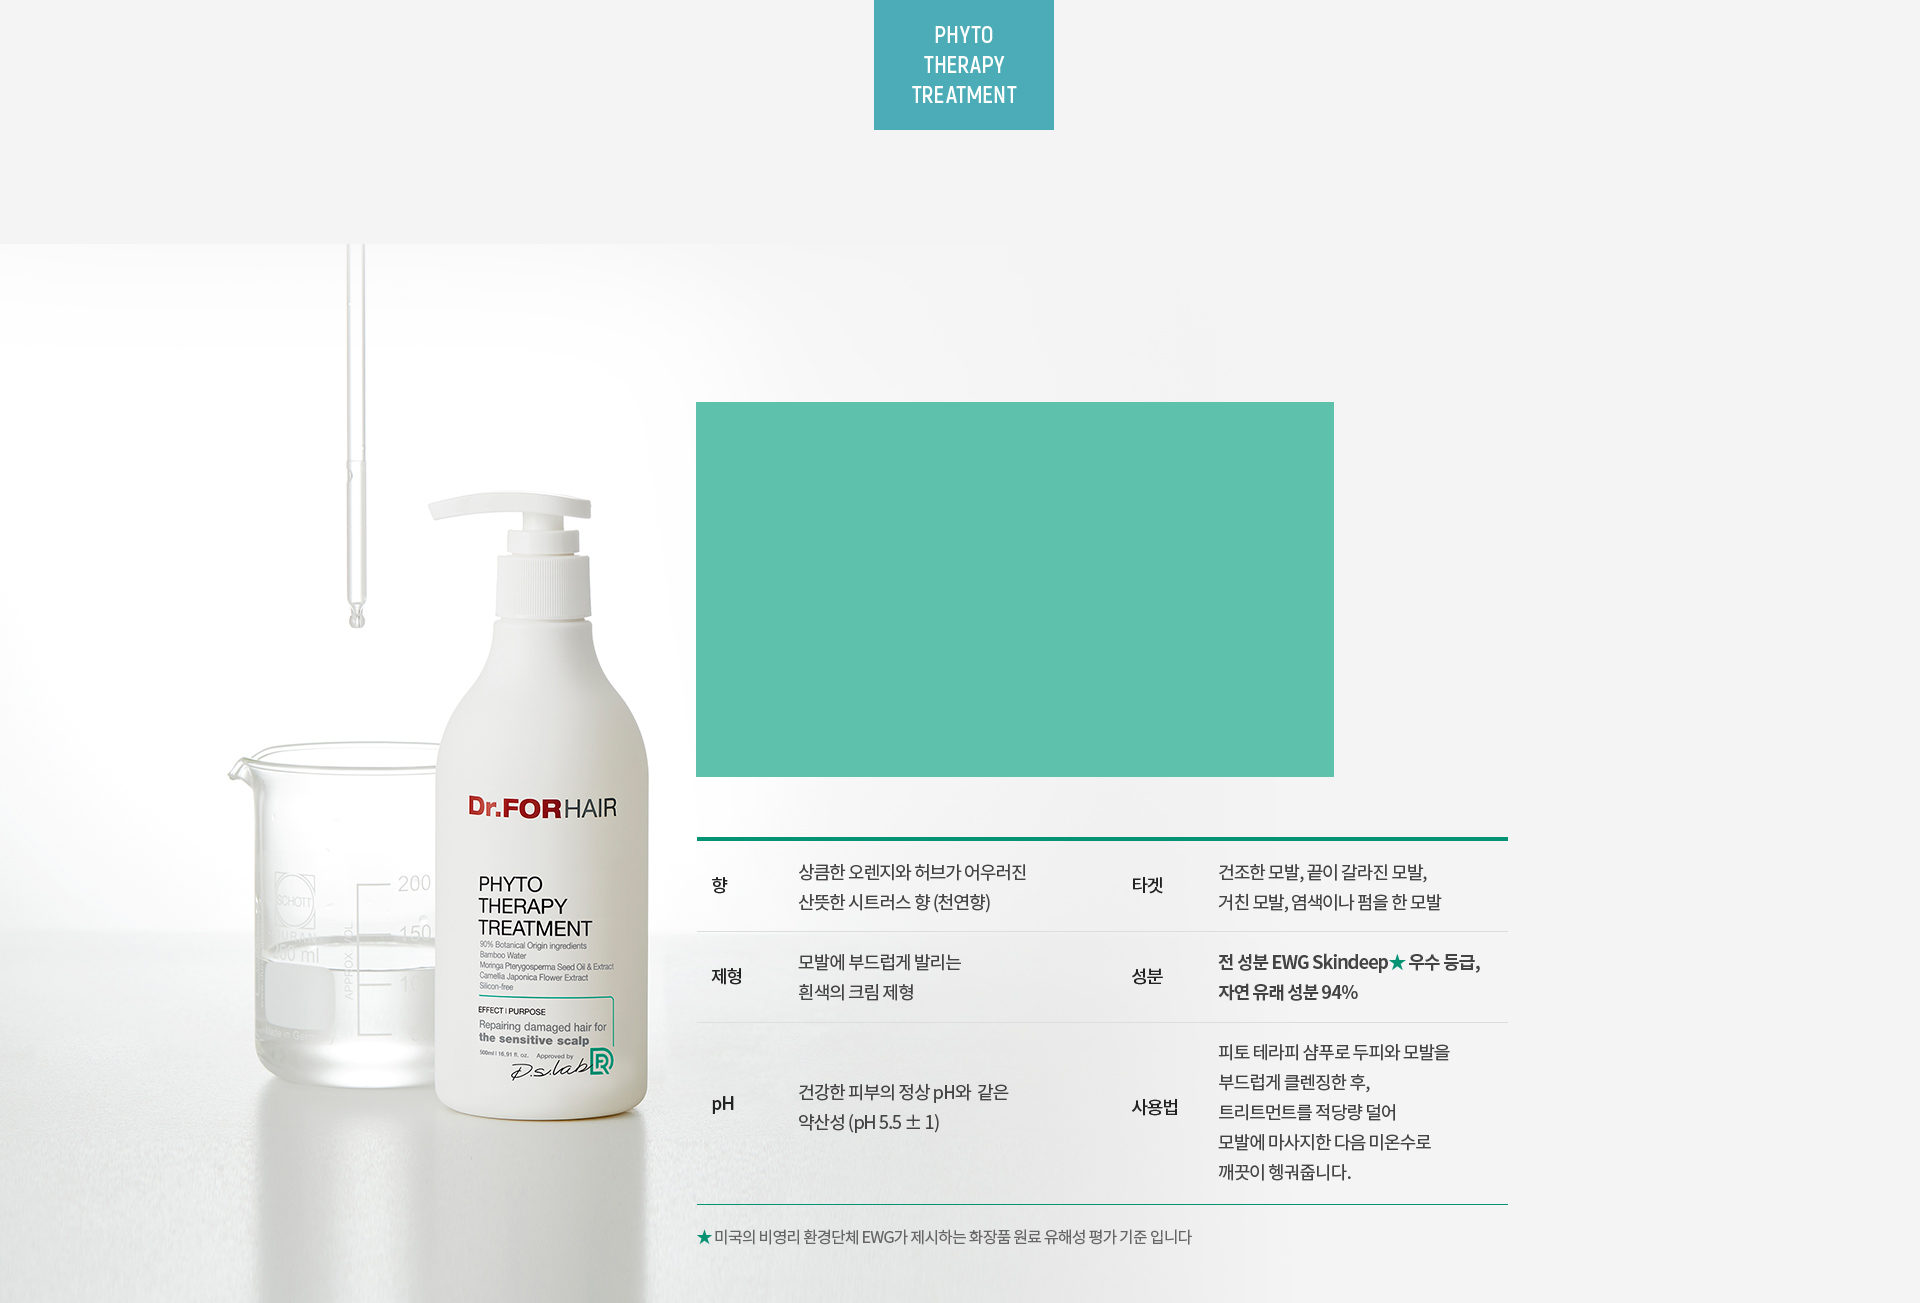 PHYTO
THERAPY
TREATMENT
Dr.FORHAIR
PHYTO
THERAPY
TREATMENT
90% Botanical Origin ingredients
Bamboo Water
Moringa Pterygosperma Seed Oil & Extract
Camellia Japonica Flower Extract
Silicon-free
EFFECT | PURPOSE
Repairing damaged hair for
the sensitive scalp
500ml | 16.91 fl. oz. Approved by
D.s.lab
SCHOTT
200
150
APPROX
향
상큼한 오렌지와 허브가 어우러진
산뜻한 시트러스 향 (천연향)
타겟
건조한 모발, 끝이 갈라진 모발,
거친 모발, 염색이나 펌을 한 모발
제형
모발에 부드럽게 발리는
흰색의 크림 제형
성분
전 성분 EWG Skindeep★ 우수 등급,
자연 유래 성분 94%
pH
건강한 피부의 정상 pH와 같은
약산성 (pH 5.5 ± 1)
사용법
피토 테라피 샴푸로 두피와 모발을
부드럽게 클렌징한 후,
트리트먼트를 적당량 덜어
모발에 마사지한 다음 미온수로
깨끗이 헹궈줍니다.
★ 미국의 비영리 환경단체 EWG가 제시하는 화장품 원료 유해성 평가 기준 입니다